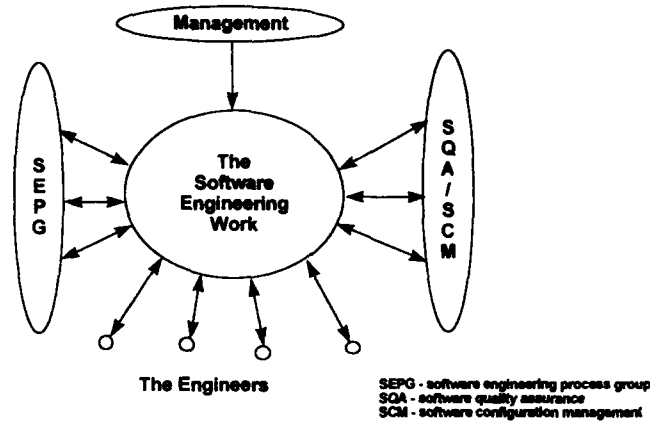 Management
The
Software
Engineering
Work
S
E
P
G
S
Q
A
/
S
C
M
The Engineers
SEPG - software engineering process group
SQA - software quality assurance
SCM - software configuration management